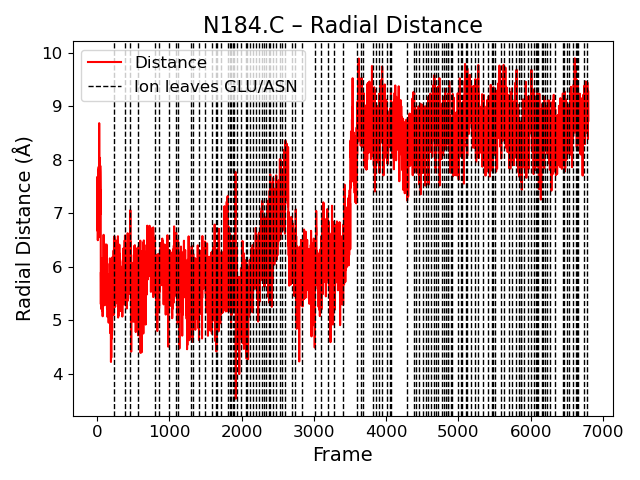 N184.C – Radial Distance
Distance
Ion leaves GLU/ASN
Radial Distance (Å)
10
9
8
7
6
5
4
0 1000 2000 3000 4000 5000 6000 7000
Frame